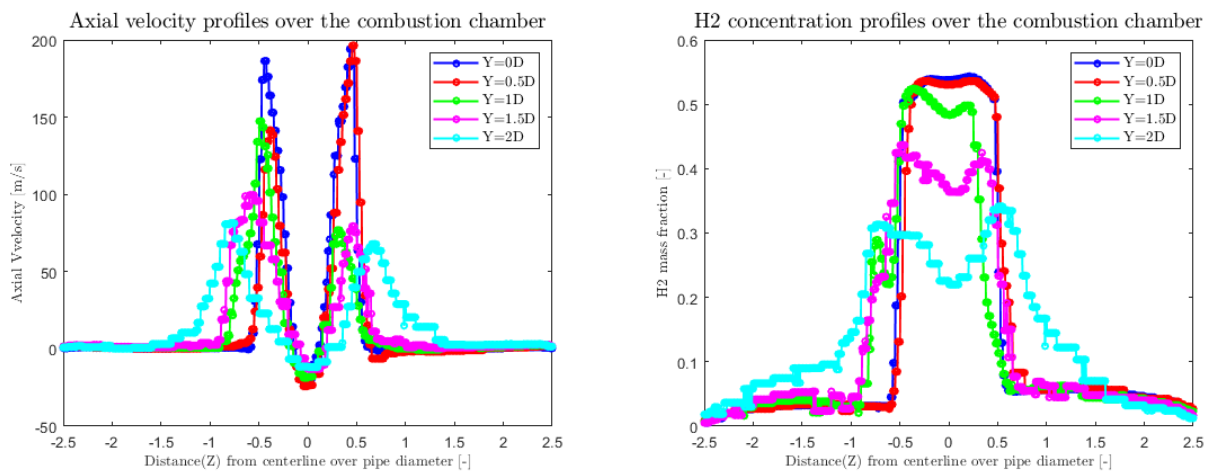 Axial velocity profiles over the combustion chamber
200
150
100
50
0
-50
Axial Vvelocity [m/s]
-2.5 -2 -1.5 -1 -0.5 0 0.5 1 1.5 2 2.5
Distance(Z) from centerline over pipe diameter [-]
Y=0D
Y=0.5D
Y=1D
Y=1.5D
Y=2D
H2 concentration profiles over the combustion chamber
0.6
0.5
0.4
0.3
0.2
0.1
0
H2 mass fraction [-]
-2.5 -2 -1.5 -1 -0.5 0 0.5 1 1.5 2 2.5
Distance(Z) from centerline over pipe diameter [-]
Y=0D
Y=0.5D
Y=1D
Y=1.5D
Y=2D